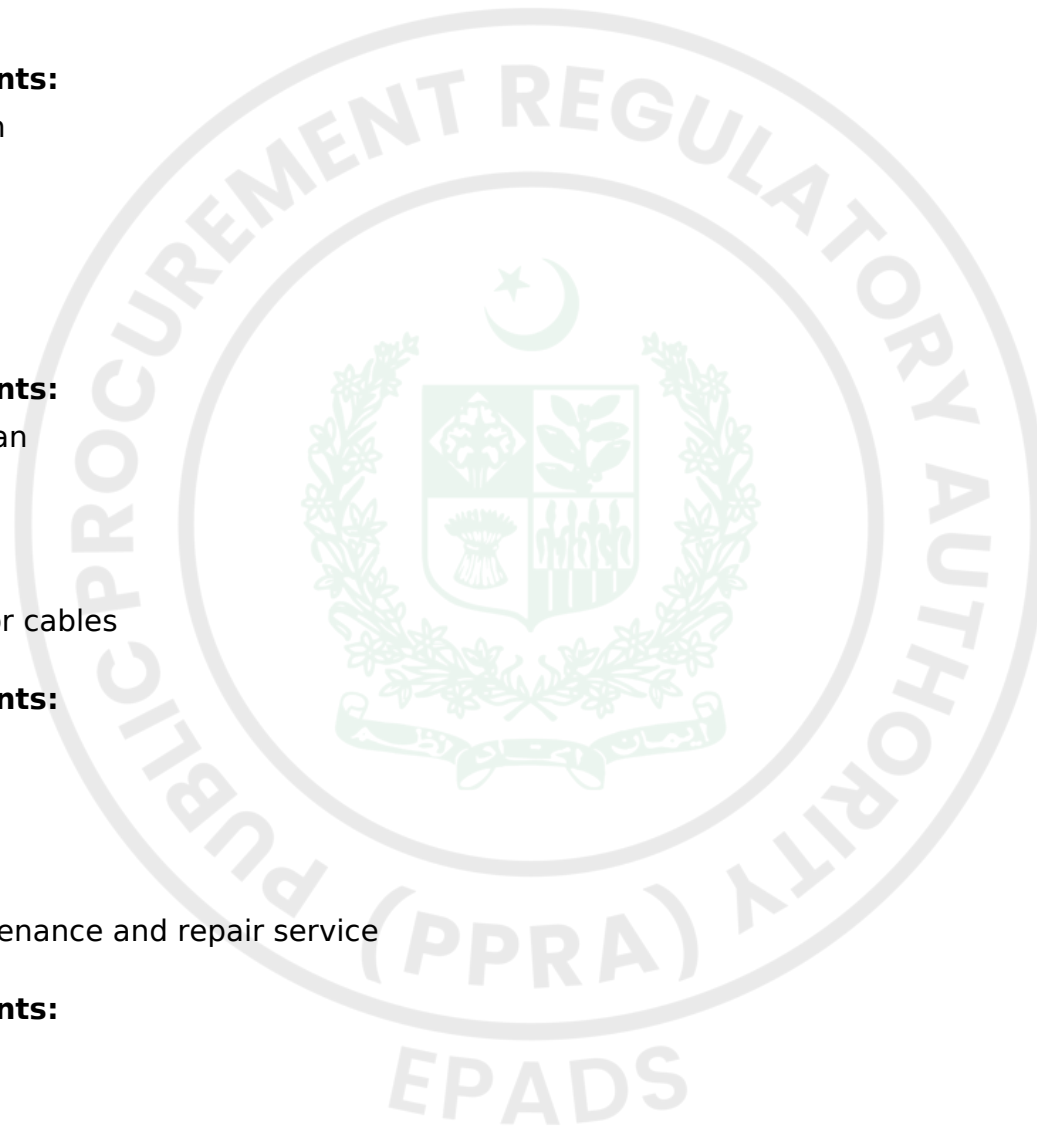 nts:
n
nts:
an
r cables
nts:
enance and repair service
nts:
PUBLIC PROCUREMENT REGULATORY AUTHORITY
(PPRA)
EPADS